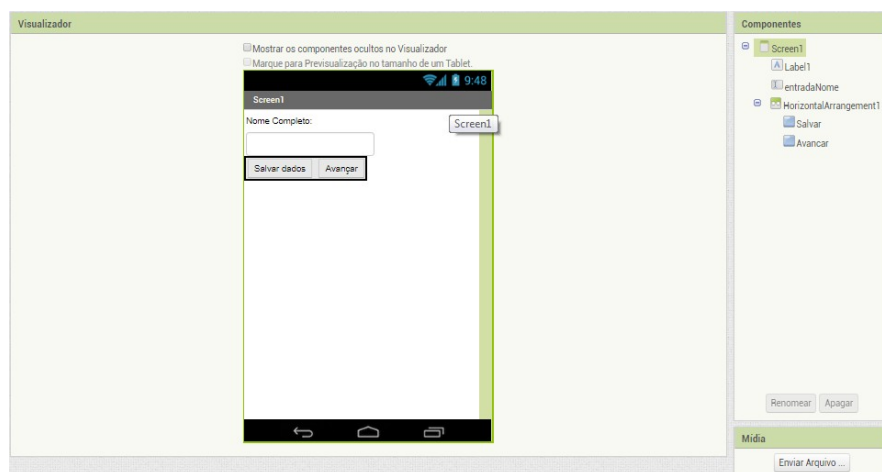 Visualizador
Mostrar os componentes ocultos no Visualizador
Marque para Previsualização no tamanho de um Tablet.
9:48
Screen1
Nome Completo:
Screen1
Salvar dados Avançar
Componentes
Screen1
Label1
entradaNome
HorizontalArrangement1
Salvar
Avancar
Renomear Apagar
Mídia
Enviar Arquivo ...